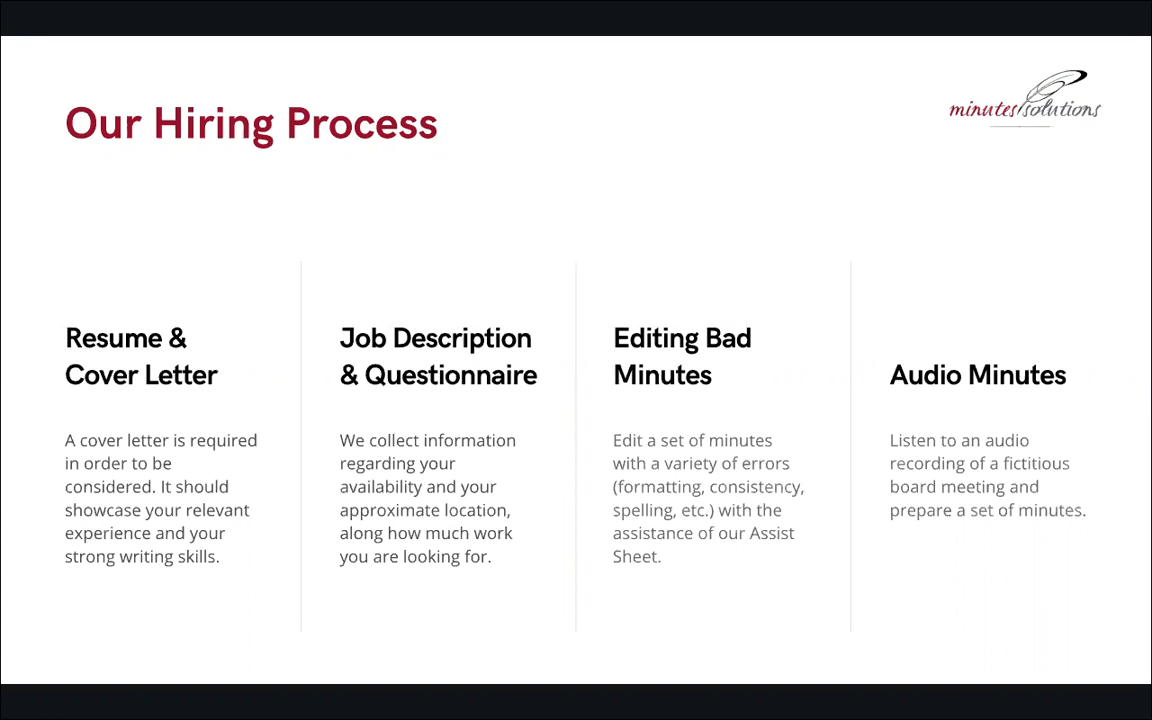 Our Hiring Process
minutes/solutions
Resume &
Cover Letter
A cover letter is required
in order to be
considered. It should
showcase your relevant
experience and your
strong writing skills.
Job Description
& Questionnaire
We collect information
regarding your
availability and your
approximate location,
along how much work
you are looking for.
Editing Bad
Minutes
Edit a set of minutes
with a variety of errors
(formatting, consistency,
spelling, etc.) with the
assistance of our Assist
Sheet.
Audio Minutes
Listen to an audio
recording of a fictitious
board meeting and
prepare a set of minutes.